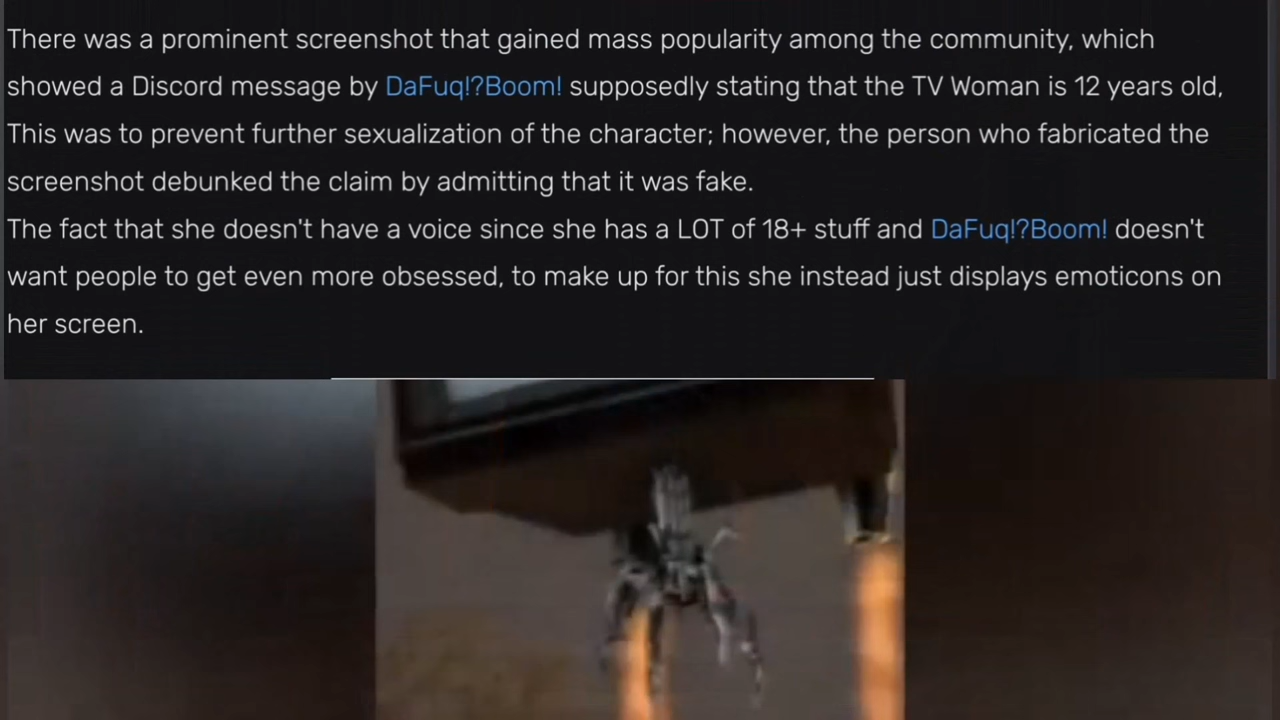 There was a prominent screenshot that gained mass popularity among the community, which
showed a Discord message by DaFuq!?Boom! supposedly stating that the TV Woman is 12 years old,
This was to prevent further sexualization of the character; however, the person who fabricated the
screenshot debunked the claim by admitting that it was fake.
The fact that she doesn't have a voice since she has a LOT of 18+ stuff and DaFuq!?Boom! doesn't
want people to get even more obsessed, to make up for this she instead just displays emoticons on
her screen.